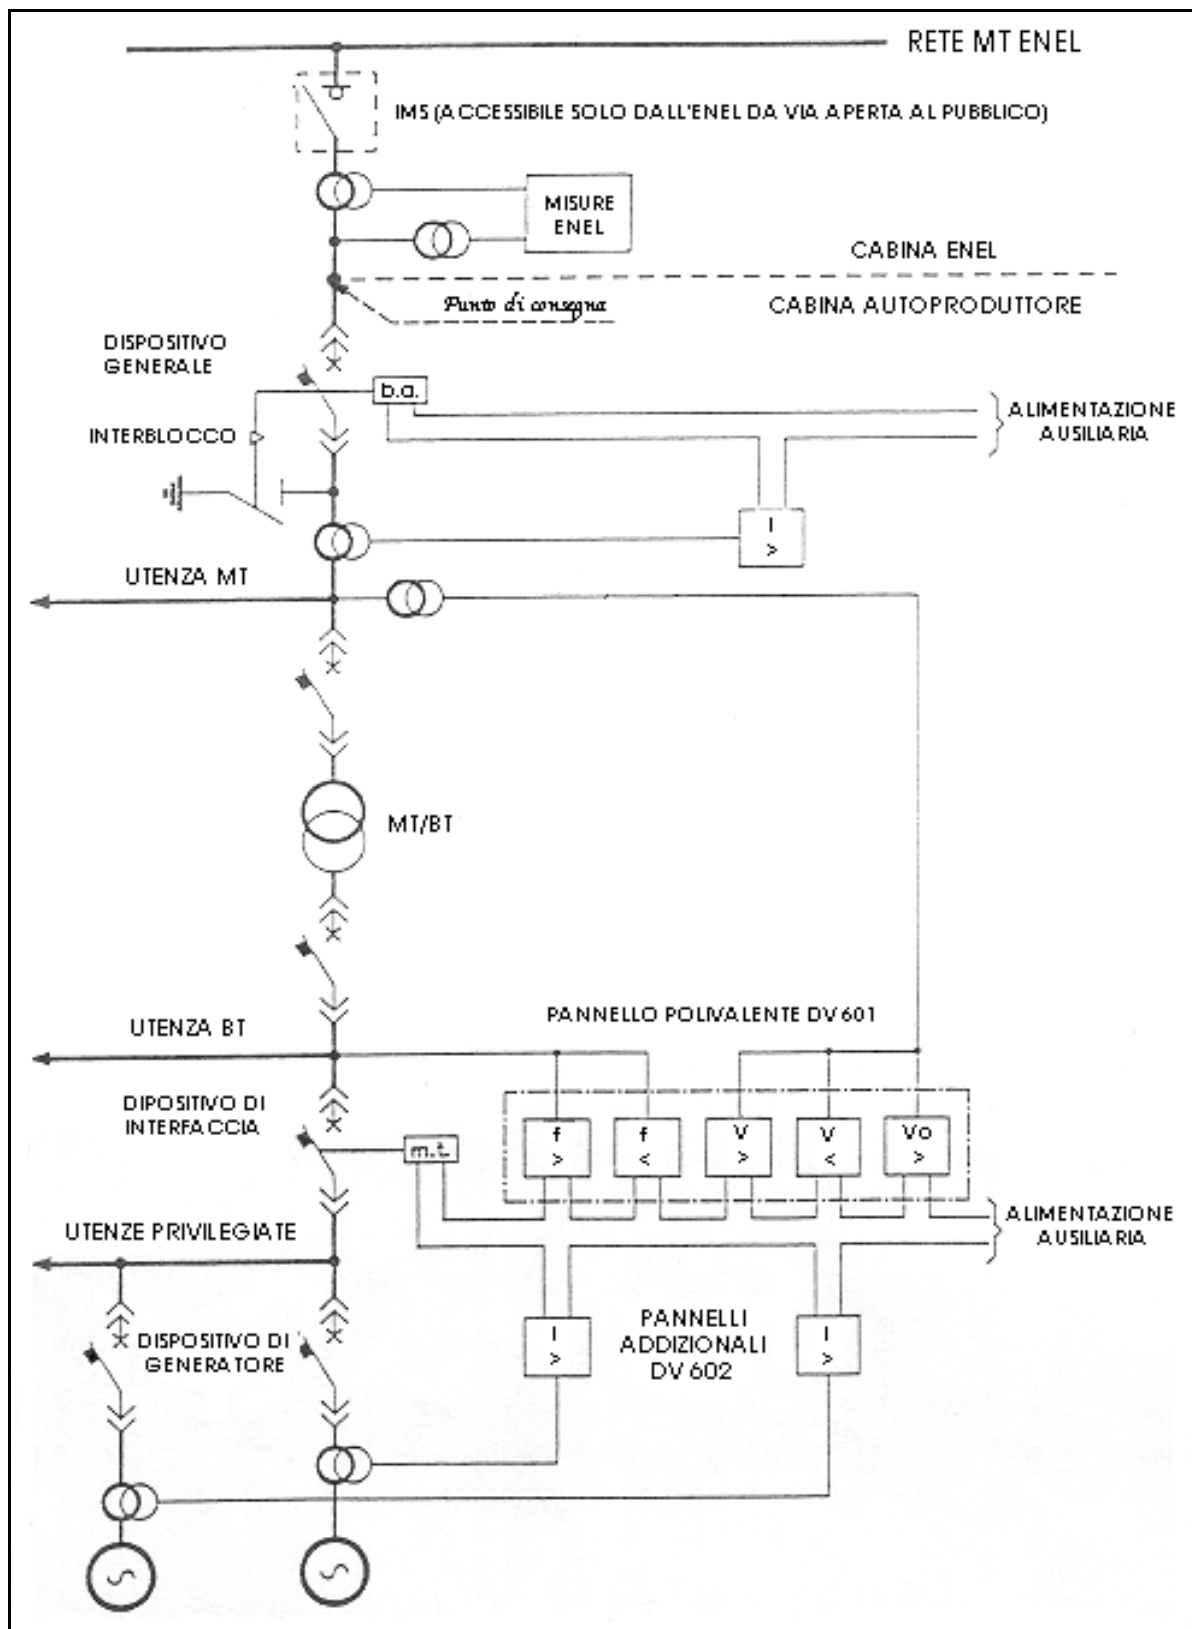 RETE MT ENEL
IMS (ACCESSIBILE SOLO DALL'ENEL DA VIA APERTA AL PUBBLICO)
MISURE
ENEL
CABINA ENEL
Punto di consegna
CABINA AUTOPRODUTTORE
DISPOSITIVO
GENERALE
b.a.
ALIMENTAZIONE
AUSILIARIA
INTERBLOCCO
I
>
UTENZA MT
MT/BT
PANNELLO POLIVALENTE DV601
UTENZA BT
DIPOSITIVO DI
INTERFACCIA
f
>
f
<
V
>
V
<
Vo
>
m.t.
ALIMENTAZIONE
AUSILIARIA
UTENZE PRIVILEGIATE
DISPOSITIVO DI
GENERATORE
I
>
PANNELLI
ADDIZIONALI
DV 602
I
>